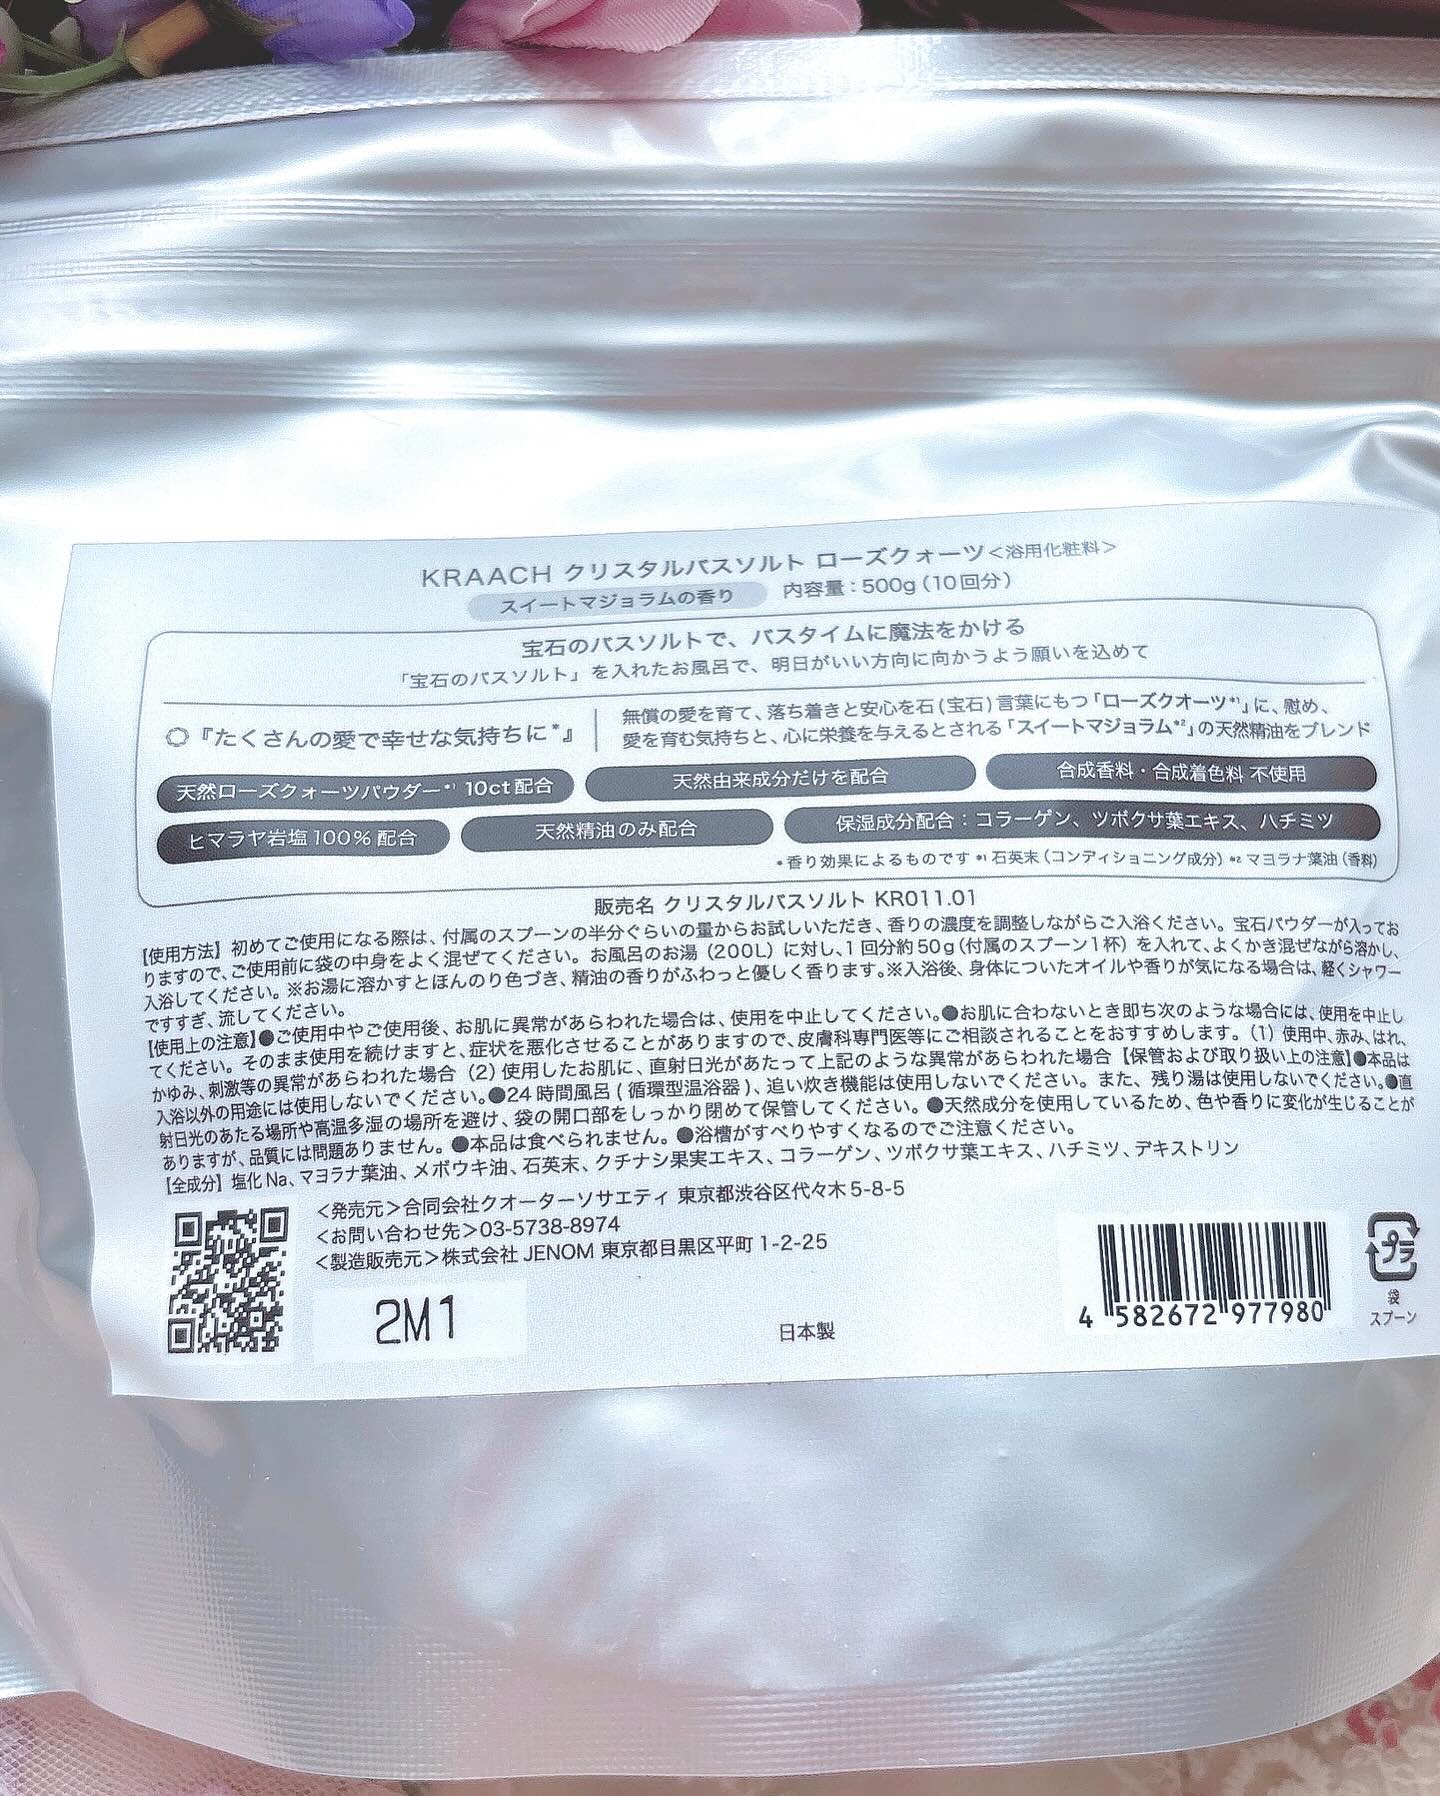 KRAACH クリスタルバスソルト ローズクォーツ<浴用化粧料>
スイートマジョラムの香り 内容量：500g（10回分）
宝石のバスソルトで、バスタイムに魔法をかける
「宝石のバスソルト」を入れたお風呂で、明日がいい方向に向かうよう願いを込めて
『たくさんの愛で幸せな気持ちに*』
無償の愛を育て、落ち着きと安心を石(宝石)言葉にもつ「ローズクオーツ*¹」に、慰め、
愛を育む気持ちと、心に栄養を与えるとされる「スイートマジョラム*²」の天然精油をブレンド
天然ローズクォーツパウダー*¹ 10ct配合 天然由来成分だけを配合 合成香料・合成着色料 不使用
ヒマラヤ岩塩100%配合 天然精油のみ配合 保湿成分配合：コラーゲン、ツボクサ葉エキス、ハチミツ
*香り効果によるものです *¹ 石英末（コンディショニング成分）*² マヨラナ葉油（香料）
販売名 クリスタルバスソルト KR011.01
【使用方法】初めてご使用になる際は、付属のスプーンの半分ぐらいの量からお試しいただき、香りの濃度を調整しながらご入浴ください。宝石パウダーが入ってお
りますので、ご使用前に袋の中身をよく混ぜてください。お風呂のお湯（200L）に対し、1回分約50g（付属のスプーン1杯）を入れて、よくかき混ぜながら溶かし、
入浴してください。※お湯に溶かすとほんのり色づき、精油の香りがふわっと優しく香ります。※入浴後、身体についたオイルや香りが気になる場合は、軽くシャワー
ですすぎ、流してください。
【使用上の注意】●ご使用中やご使用後、お肌に異常があらわれた場合は、使用を中止してください。●お肌に合わないとき即ち次のような場合には、使用を中止し
てください。そのまま使用を続けますと、症状を悪化させることがありますので、皮膚科専門医等にご相談されることをおすすめします。（1）使用中、赤み、はれ、
かゆみ、刺激等の異常があらわれた場合（2）使用したお肌に、直射日光があたって上記のような異常があらわれた場合【保管および取り扱い上の注意】●本品は
入浴以外の用途には使用しないでください。●24時間風呂(循環型温浴器)、追い炊き機能は使用しないでください。また、残り湯は使用しないでください。●直
射日光のあたる場所や高温多湿の場所を避け、袋の開口部をしっかり閉めて保管してください。●天然成分を使用しているため、色や香りに変化が生じることが
ありますが、品質には問題ありません。●本品は食べられません。●浴槽がすべりやすくなるのでご注意ください。
【全成分】塩化Na、マヨラナ葉油、メボウキ油、石英末、クチナシ果実エキス、コラーゲン、ツボクサ葉エキス、ハチミツ、デキストリン
<発売元>合同会社クオーターソサエティ 東京都渋谷区代々木5-8-5
<お問い合わせ先>03-5738-8974
<製造販売元>株式会社 JENOM 東京都目黒区平町1-2-25
2M1
日本製
4 582672 977980
プラ
袋
スプーン